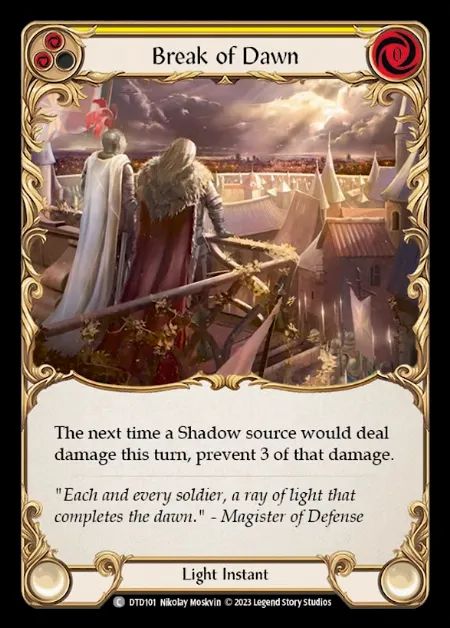 Break of Dawn
0
The next time a Shadow source would deal
damage this turn, prevent 3 of that damage.
"Each and every soldier, a ray of light that
completes the dawn." - Magister of Defense
Light Instant
C DTD101 Nikolay Moskvin © 2023 Legend Story Studios